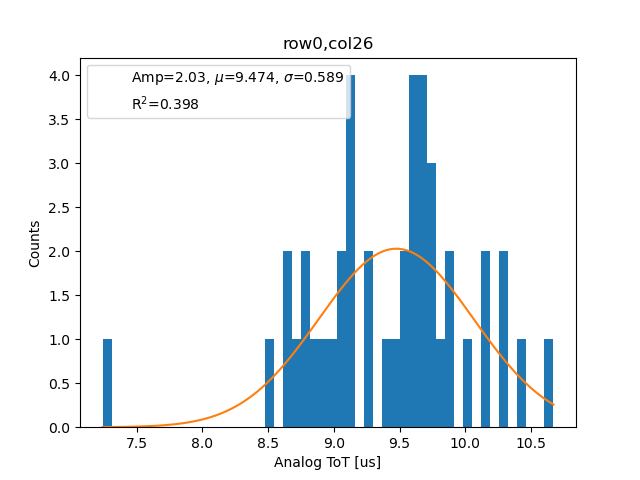 row0,col26
Amp=2.03, μ=9.474, σ=0.589
R²=0.398
4.0
3.5
3.0
2.5
2.0
1.5
1.0
0.5
0.0
Counts
7.5 8.0 8.5 9.0 9.5 10.0 10.5
Analog ToT [us]